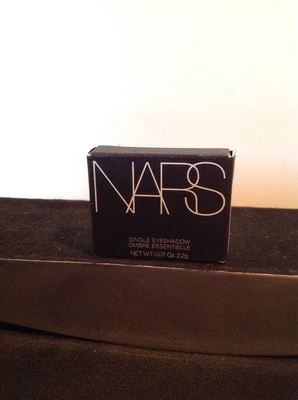 NARS
SINGLE EYESHADOW
OMBRE ESSENTIELLE
NET WT. 0.07 Oz. 2.2g